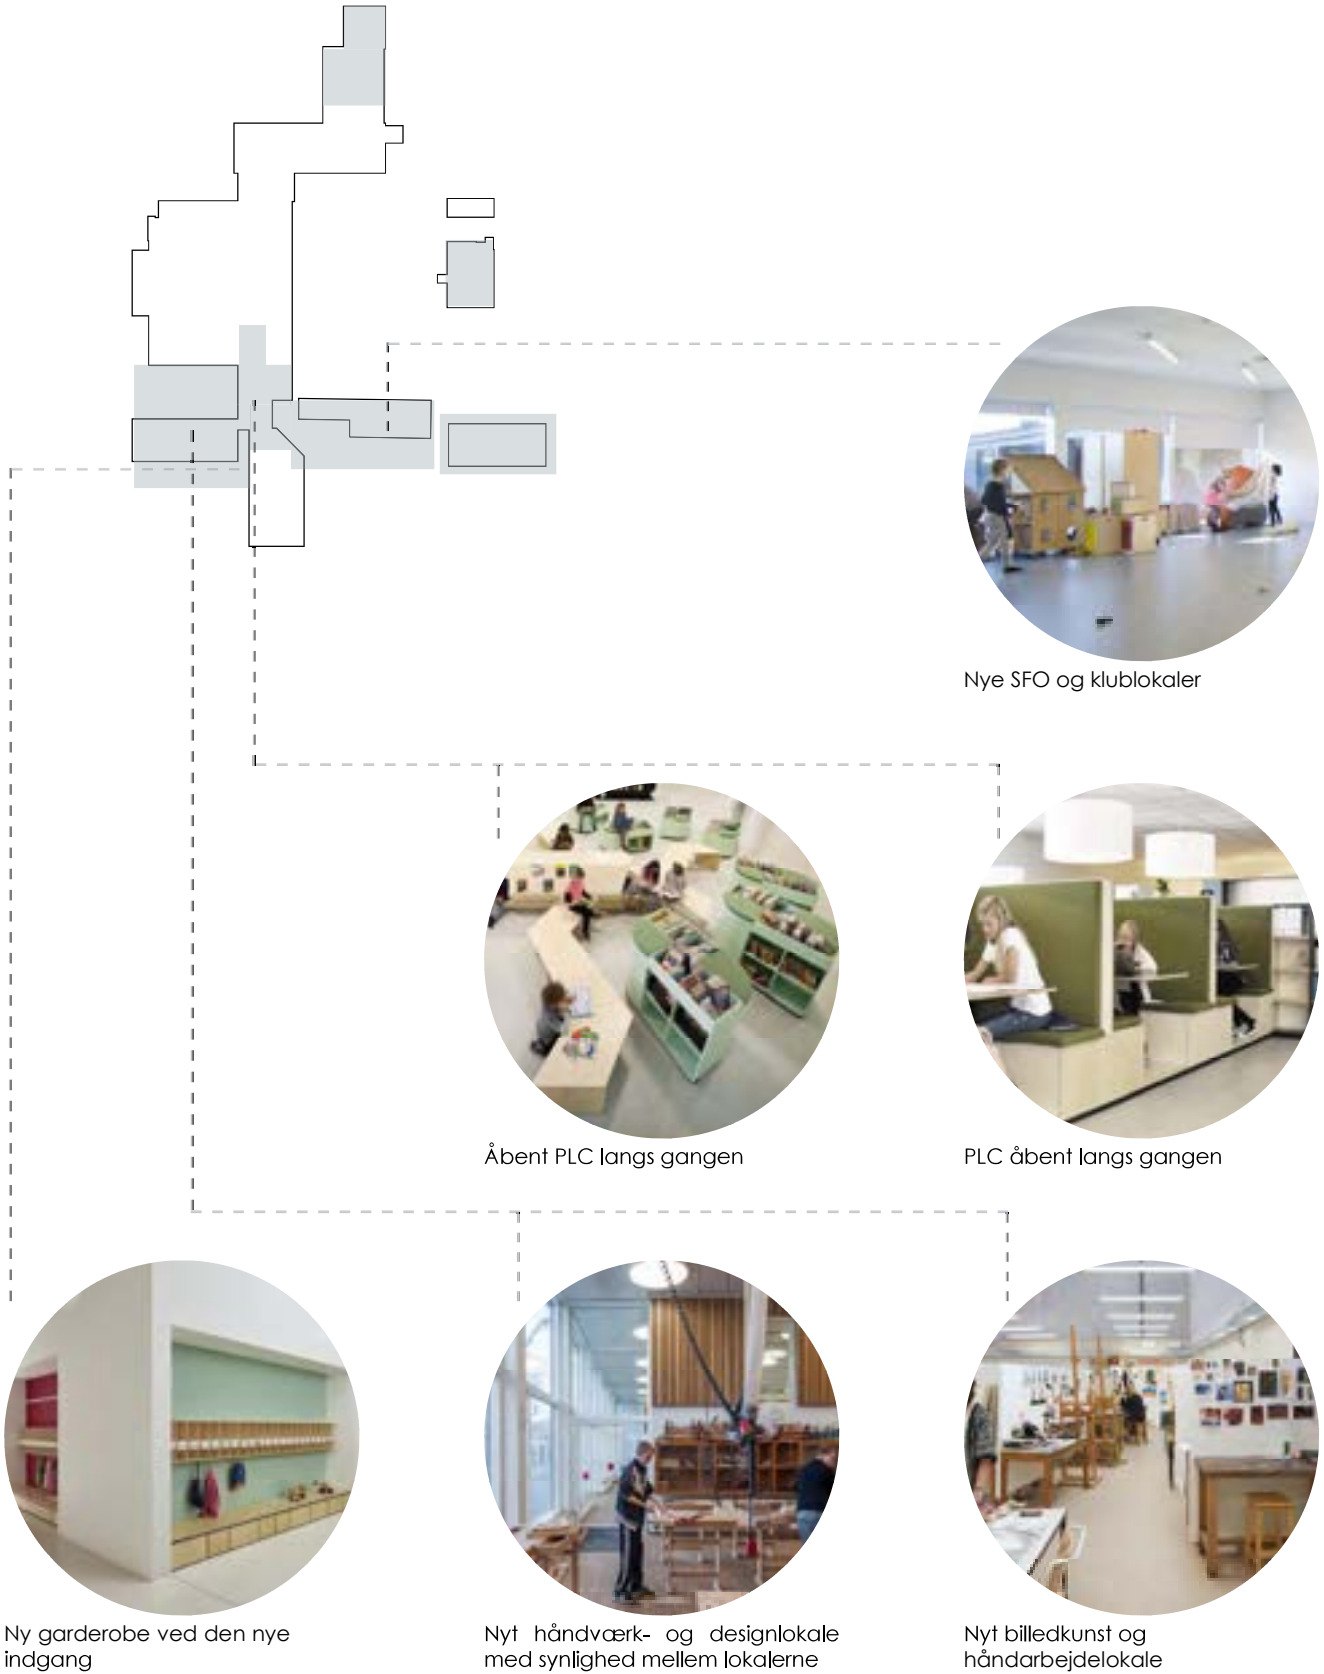 Nye SFO og klublokaler
Åbent PLC langs gangen
PLC åbent langs gangen
Ny garderobe ved den nye
indgang
Nyt håndværk- og designlokale
med synlighed mellem lokalerne
Nyt billedkunst og
håndarbejdelokale